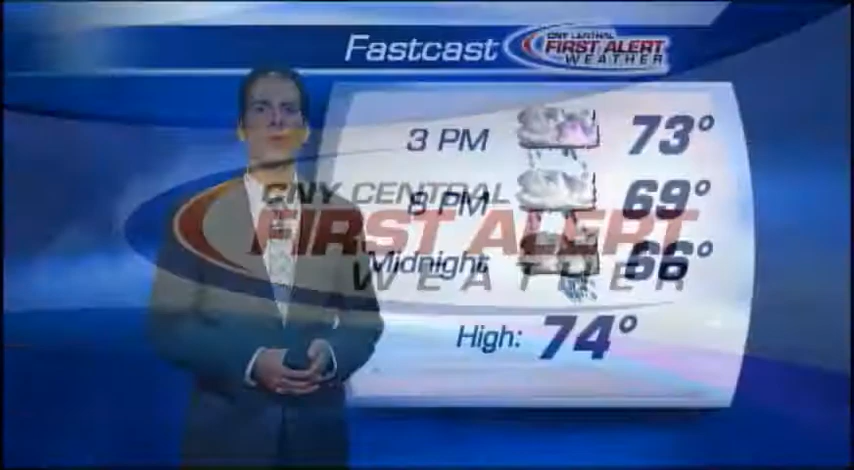 Fastcast
CNY CENTRAL
FIRST ALERT
WEATHER
3 PM 73°
8 PM 69°
Midnight 66°
High: 74°
CNY CENTRAL
FIRST ALERT
WEATHER